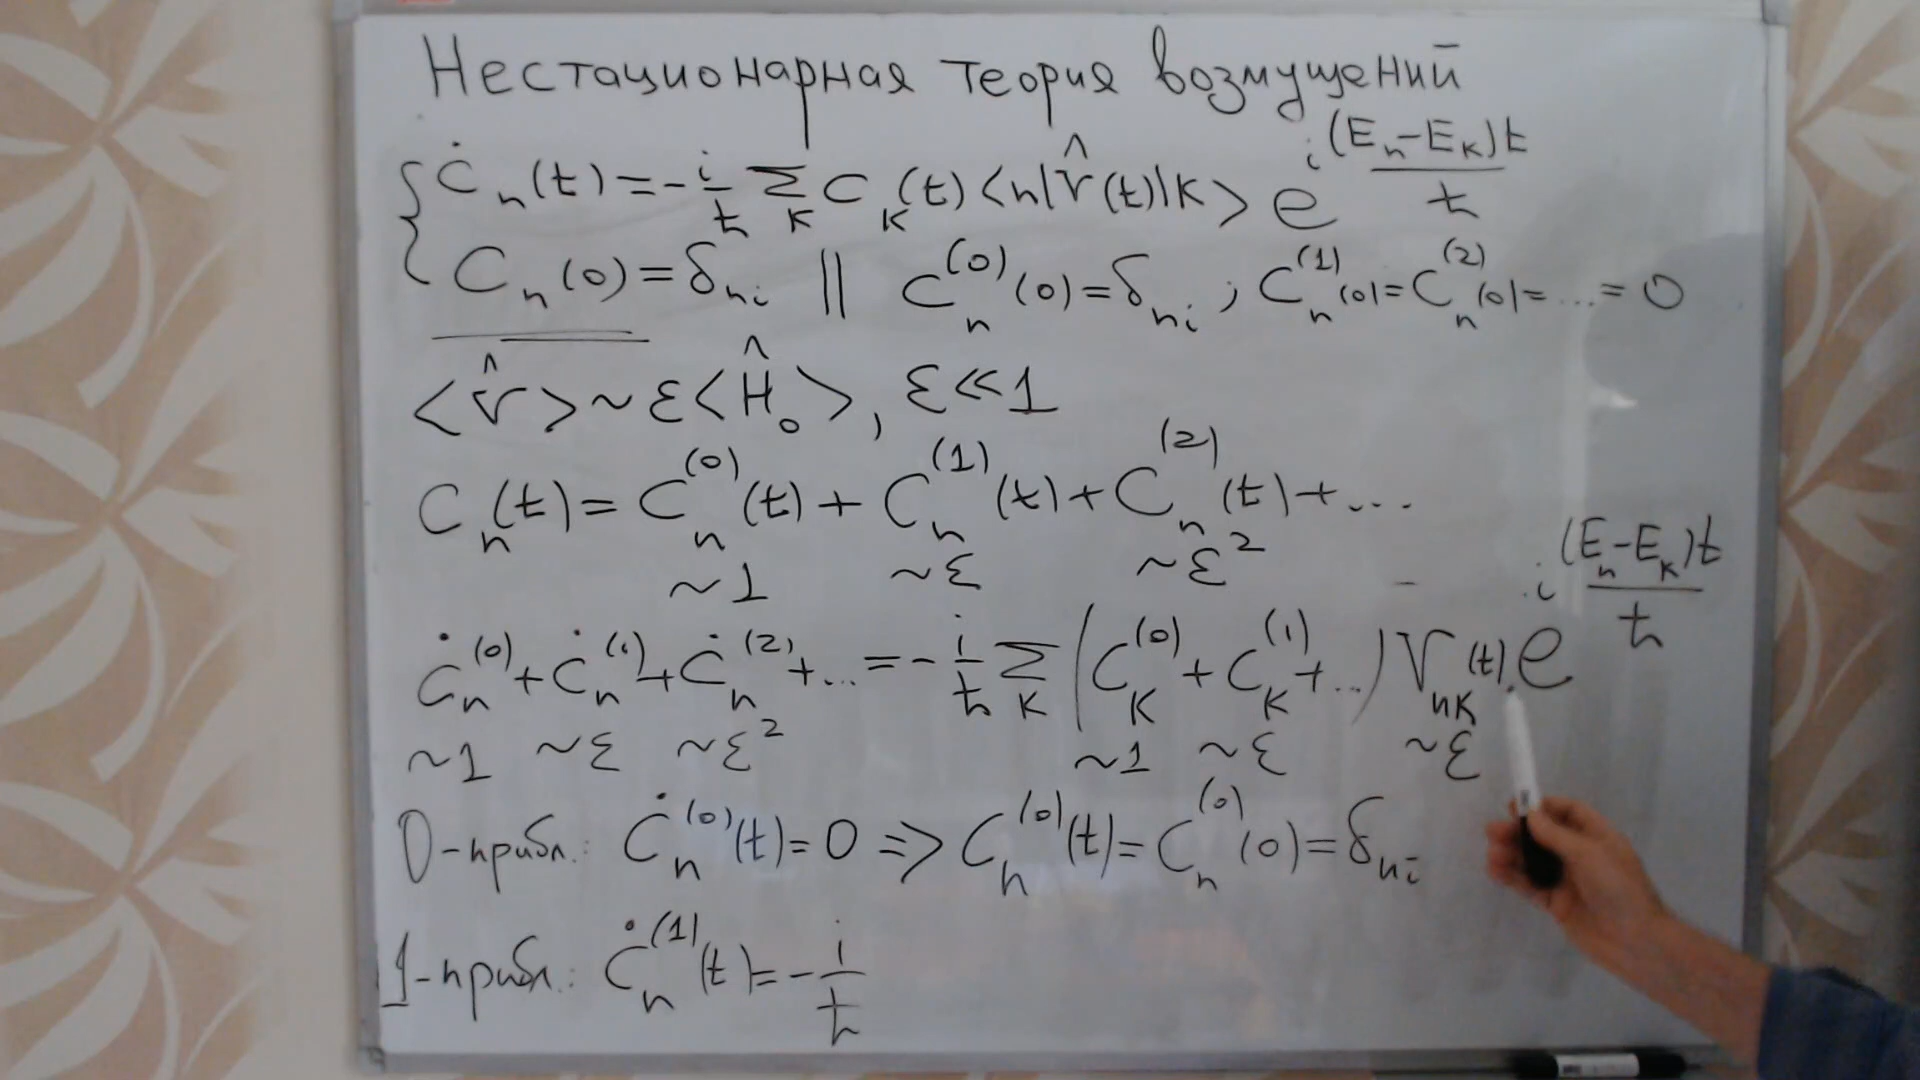 Нестационарная теория возмущений
{ Ċ_n(t) = -i/ħ Σ_k C_k(t) <n|V̂(t)|k> e^{i(E_n-E_k)t/ħ}
C_n(0) = δ_ni || C_n^(0)(0) = δ_ni ; C_n^(1)(0) = C_n^(2)(0) = ... = 0
<V̂> ~ ε<Ĥ_0>, ε ≪ 1
C_n(t) = C_n^(0)(t) + C_n^(1)(t) + C_n^(2)(t) + ...
~1 ~ε ~ε²
Ċ_n^(0) + Ċ_n^(1) + Ċ_n^(2) + ... = -i/ħ Σ_k (C_k^(0) + C_k^(1) + ...) V_nk(t) e^{i(E_n-E_k)t/ħ}
~1 ~ε ~ε² ~1 ~ε ~ε
0-прибл.: Ċ_n^(0)(t) = 0 => C_n^(0)(t) = C_n^(0)(0) = δ_ni
1-прибл.: Ċ_n^(1)(t) = -i/ħ